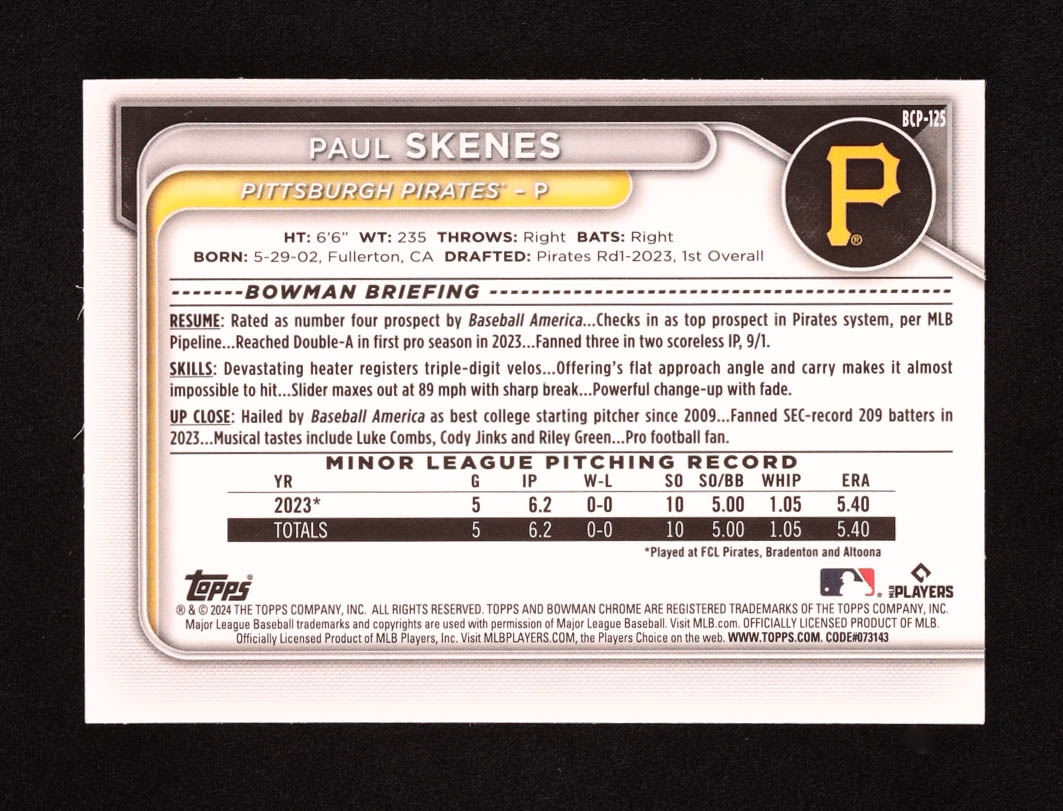 BCP-125
PAUL SKENES
PITTSBURGH PIRATES® – P
P®
HT: 6'6" WT: 235 THROWS: Right BATS: Right
BORN: 5-29-02, Fullerton, CA DRAFTED: Pirates Rd1-2023, 1st Overall
-------BOWMAN BRIEFING -------
RESUME: Rated as number four prospect by Baseball America...Checks in as top prospect in Pirates system, per MLB
Pipeline...Reached Double-A in first pro season in 2023...Fanned three in two scoreless IP, 9/1.
SKILLS: Devastating heater registers triple-digit velos...Offering's flat approach angle and carry makes it almost
impossible to hit...Slider maxes out at 89 mph with sharp break...Powerful change-up with fade.
UP CLOSE: Hailed by Baseball America as best college starting pitcher since 2009...Fanned SEC-record 209 batters in
2023...Musical tastes include Luke Combs, Cody Jinks and Riley Green...Pro football fan.
MINOR LEAGUE PITCHING RECORD
YR G IP W-L SO SO/BB WHIP ERA
2023* 5 6.2 0-0 10 5.00 1.05 5.40
TOTALS 5 6.2 0-0 10 5.00 1.05 5.40
*Played at FCL Pirates, Bradenton and Altoona
topps®
MLB PLAYERS
® & © 2024 THE TOPPS COMPANY, INC. ALL RIGHTS RESERVED. TOPPS AND BOWMAN CHROME ARE REGISTERED TRADEMARKS OF THE TOPPS COMPANY, INC.
Major League Baseball trademarks and copyrights are used with permission of Major League Baseball. Visit MLB.com. OFFICIALLY LICENSED PRODUCT OF MLB.
Officially Licensed Product of MLB Players, Inc. Visit MLBPLAYERS.COM, the Players Choice on the web. WWW.TOPPS.COM. CODE#073143